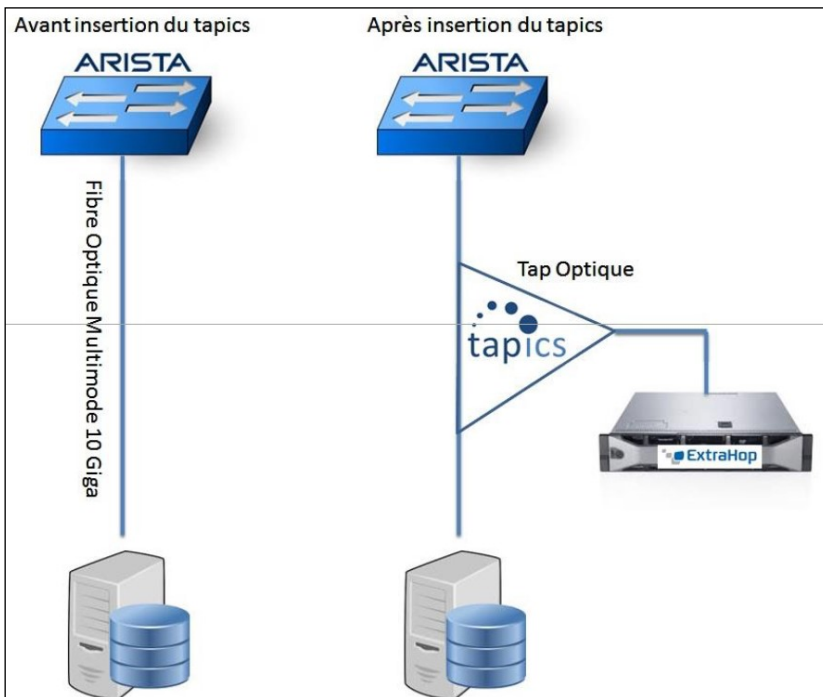 Avant insertion du tapics
Après insertion du tapics
ARISTA
ARISTA
Fibre Optique Multimode 10 Giga
Tap Optique
tapics
ExtraHop